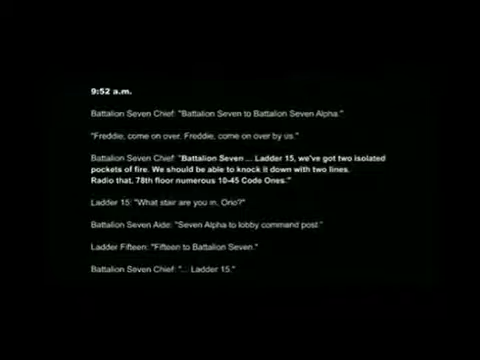 9:52 a.m.
Battalion Seven Chief: "Battalion Seven to Battalion Seven Alpha."
"Freddie, come on over. Freddie, come on over by us."
Battalion Seven Chief: "Battalion Seven ... Ladder 15, we've got two isolated
pockets of fire. We should be able to knock it down with two lines.
Radio that, 78th floor numerous 10-45 Code Ones."
Ladder 15: "What stair are you in, Orio?"
Battalion Seven Aide: "Seven Alpha to lobby command post."
Ladder Fifteen: "Fifteen to Battalion Seven."
Battalion Seven Chief: "... Ladder 15."